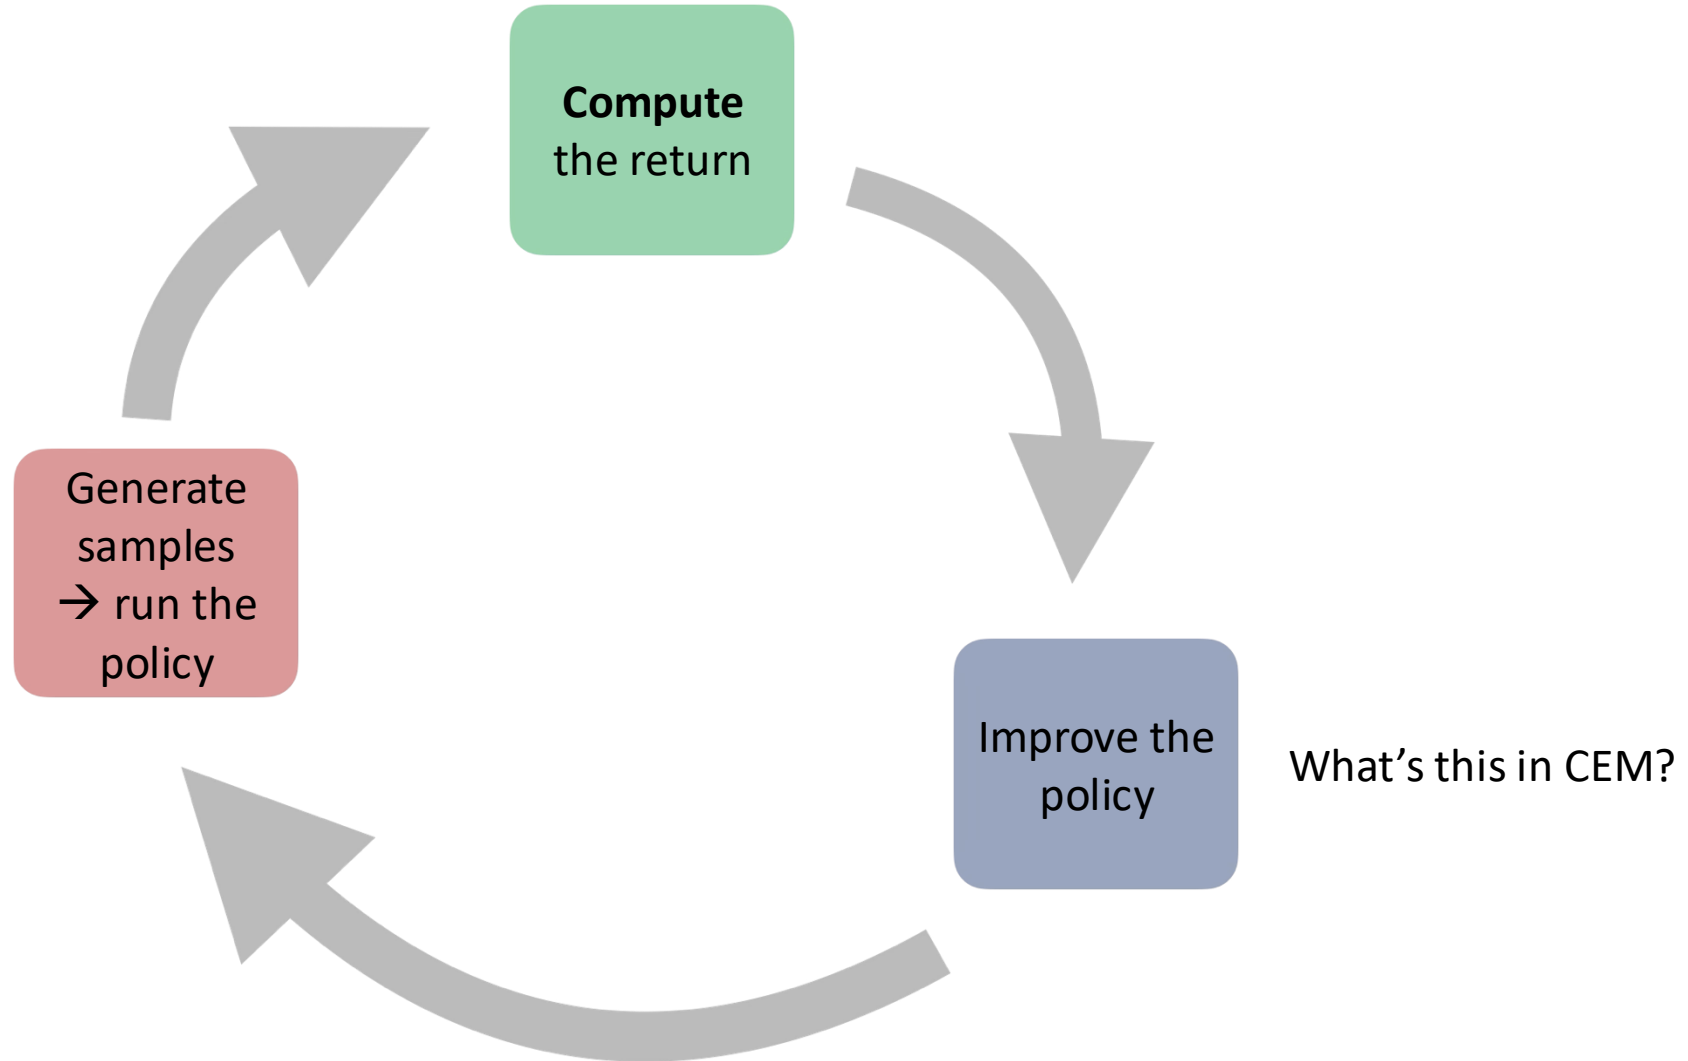 Compute
the return
Generate
samples
→ run the
policy
Improve the
policy
What’s this in CEM?